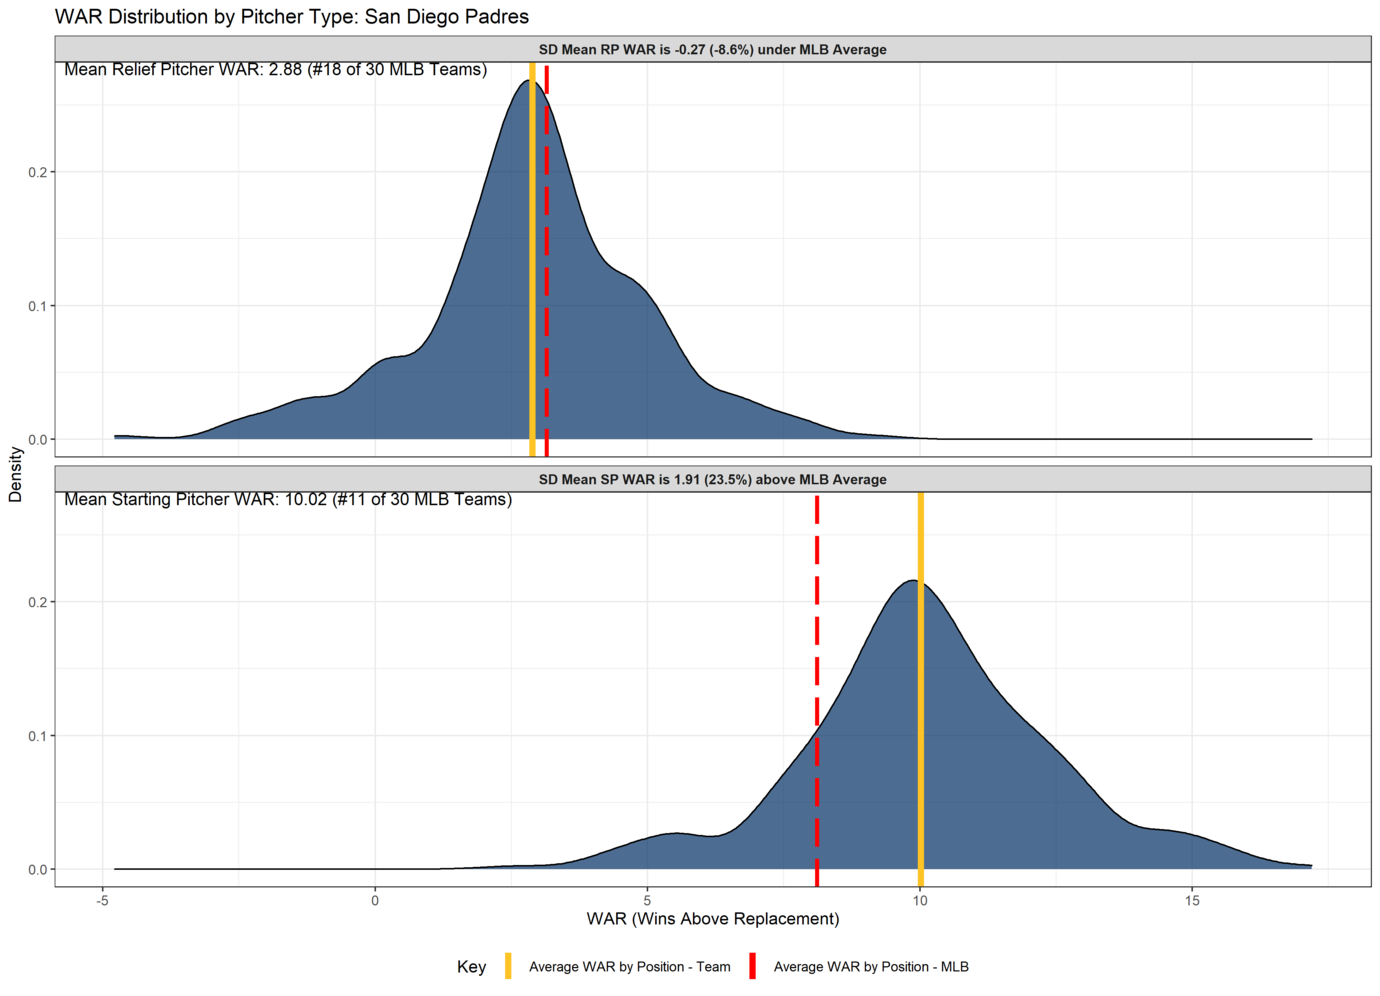 WAR Distribution by Pitcher Type: San Diego Padres
SD Mean RP WAR is -0.27 (-8.6%) under MLB Average
Mean Relief Pitcher WAR: 2.88 (#18 of 30 MLB Teams)
0.2
0.1
0.0
Density
SD Mean SP WAR is 1.91 (23.5%) above MLB Average
Mean Starting Pitcher WAR: 10.02 (#11 of 30 MLB Teams)
0.2
0.1
0.0
-5 0 5 10 15
WAR (Wins Above Replacement)
Key Average WAR by Position - Team Average WAR by Position - MLB